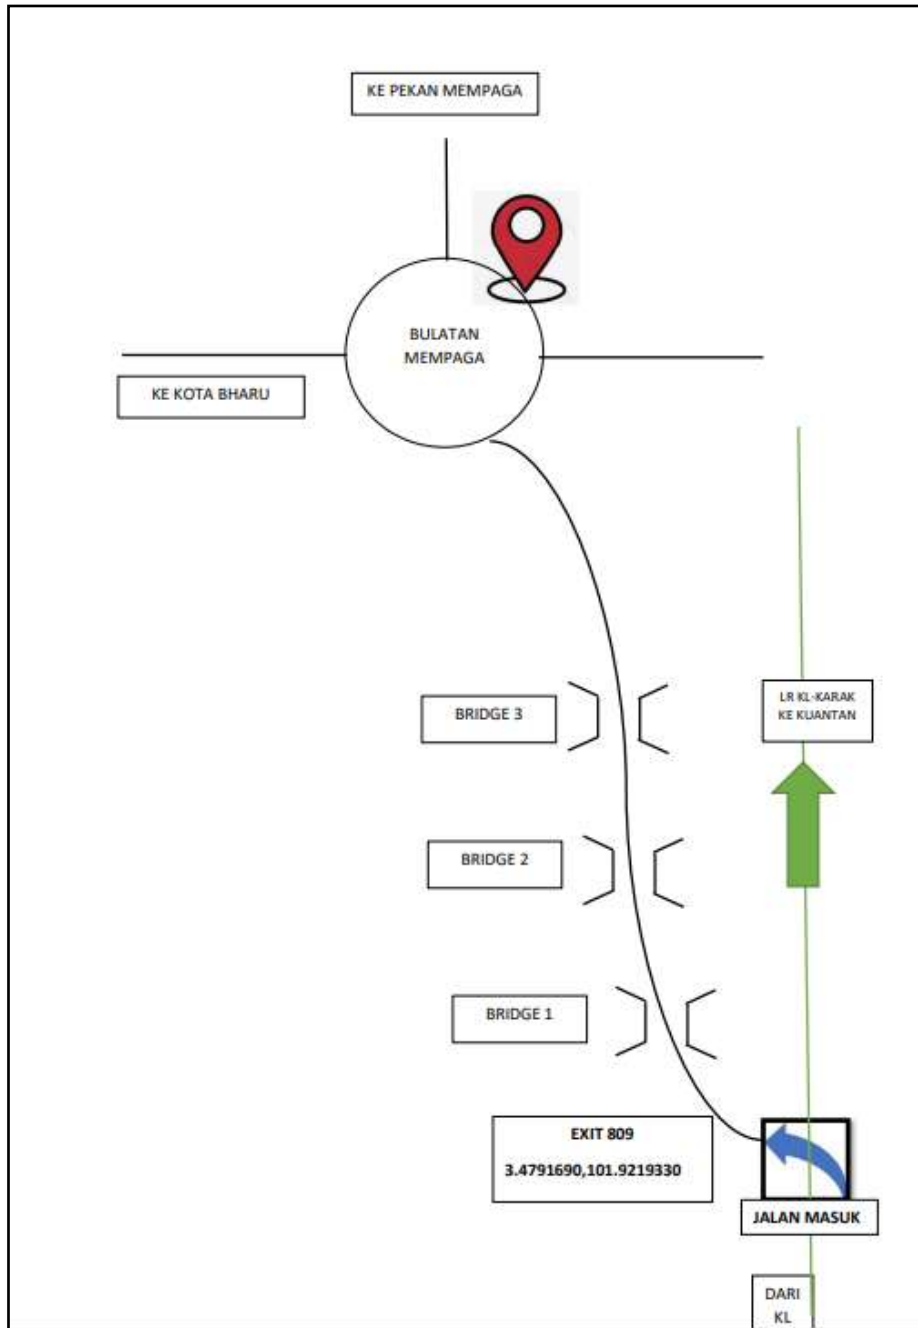 KE PEKAN MEMPAGA
BULATAN
MEMPAGA
KE KOTA BHARU
BRIDGE 3
LR KL-KARAK
KE KUANTAN
BRIDGE 2
BRIDGE 1
EXIT 809
3.4791690,101.9219330
JALAN MASUK
DARI
KL